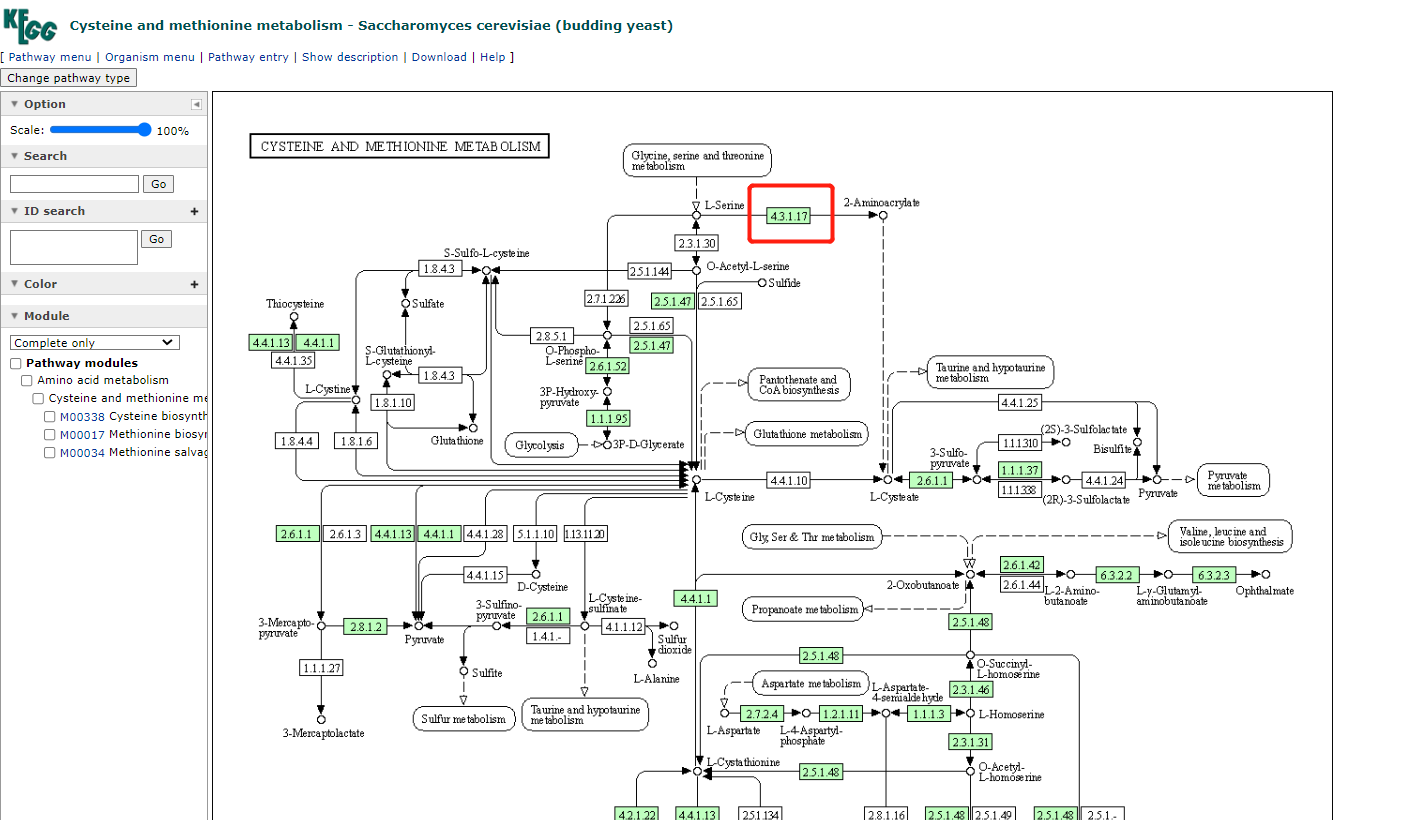 KEGG
Cysteine and methionine metabolism - Saccharomyces cerevisiae (budding yeast)
[ Pathway menu | Organism menu | Pathway entry | Show description | Download | Help ]
Change pathway type
Option
Scale: 100%
Search
Go
ID search +
Go
Color +
Module
Complete only
Pathway modules
Amino acid metabolism
Cysteine and methionine me
M00338 Cysteine biosynth
M00017 Methionine biosyn
M00034 Methionine salvag
CYSTEINE AND METHIONINE METABOLISM
Glycine, serine and threonine
metabolism
L-Serine
4.3.1.17
2-Aminoacrylate
2.3.1.30
S-Sulfo-L-cysteine
1.8.4.3
2.5.1.144
O-Acetyl-L-serine
Sulfide
Thiocysteine
Sulfate
2.7.1.226
2.5.1.47
2.5.1.65
4.4.1.13
4.4.1.1
4.4.1.35
S-Glutathionyl-
L-cysteine
2.8.5.1
2.5.1.65
2.5.1.47
O-Phospho-
L-serine
2.6.1.52
1.8.4.3
L-Cystine
1.8.1.10
3P-Hydroxy-
pyruvate
Pantothenate and
CoA biosynthesis
Taurine and hypotaurine
metabolism
4.4.1.25
1.1.1.95
1.8.4.4
1.8.1.6
Glutathione
Glycolysis
3P-D-Glycerate
Glutathione metabolism
(2S)-3-Sulfolactate
1.1.1.310
Bisulfite
3-Sulfo-
pyruvate
L-Cysteine
4.4.1.10
L-Cysteate
2.6.1.1
1.1.1.37
1.1.1.338
(2R)-3-Sulfolactate
4.4.1.24
Pyruvate
Pyruvate
metabolism
2.6.1.1
2.6.1.3
4.4.1.13
4.4.1.1
4.4.1.28
5.1.1.10
1.13.11.20
Gly, Ser & Thr metabolism
Valine, leucine and
isoleucine biosynthesis
4.4.1.15
D-Cysteine
2-Oxobutanoate
2.6.1.42
2.6.1.44
L-2-Amino-
butanoate
6.3.2.2
L-γ-Glutamyl-
aminobutanoate
6.3.2.3
Ophthalmate
4.4.1.1
Propanoate metabolism
3-Mercapto-
pyruvate
2.8.1.2
Pyruvate
3-Sulfino-
pyruvate
2.6.1.1
1.4.1.-
L-Cysteine-
sulfinate
4.1.1.12
Sulfur
dioxide
2.5.1.48
1.1.1.27
Sulfite
L-Alanine
2.5.1.48
O-Succinyl-
L-homoserine
Aspartate metabolism
L-Aspartate-
4-semialdehyde
2.3.1.46
3-Mercaptolactate
Sulfur metabolism
Taurine and hypotaurine
metabolism
L-Aspartate
2.7.2.4
L-4-Aspartyl-
phosphate
1.2.1.11
1.1.1.3
L-Homoserine
2.3.1.31
L-Cystathionine
2.5.1.48
O-Acetyl-
L-homoserine
4.2.1.22
4.4.1.13
2.5.1.134
2.8.1.16
2.5.1.48
2.5.1.49
2.5.1.48
2.5.1.-